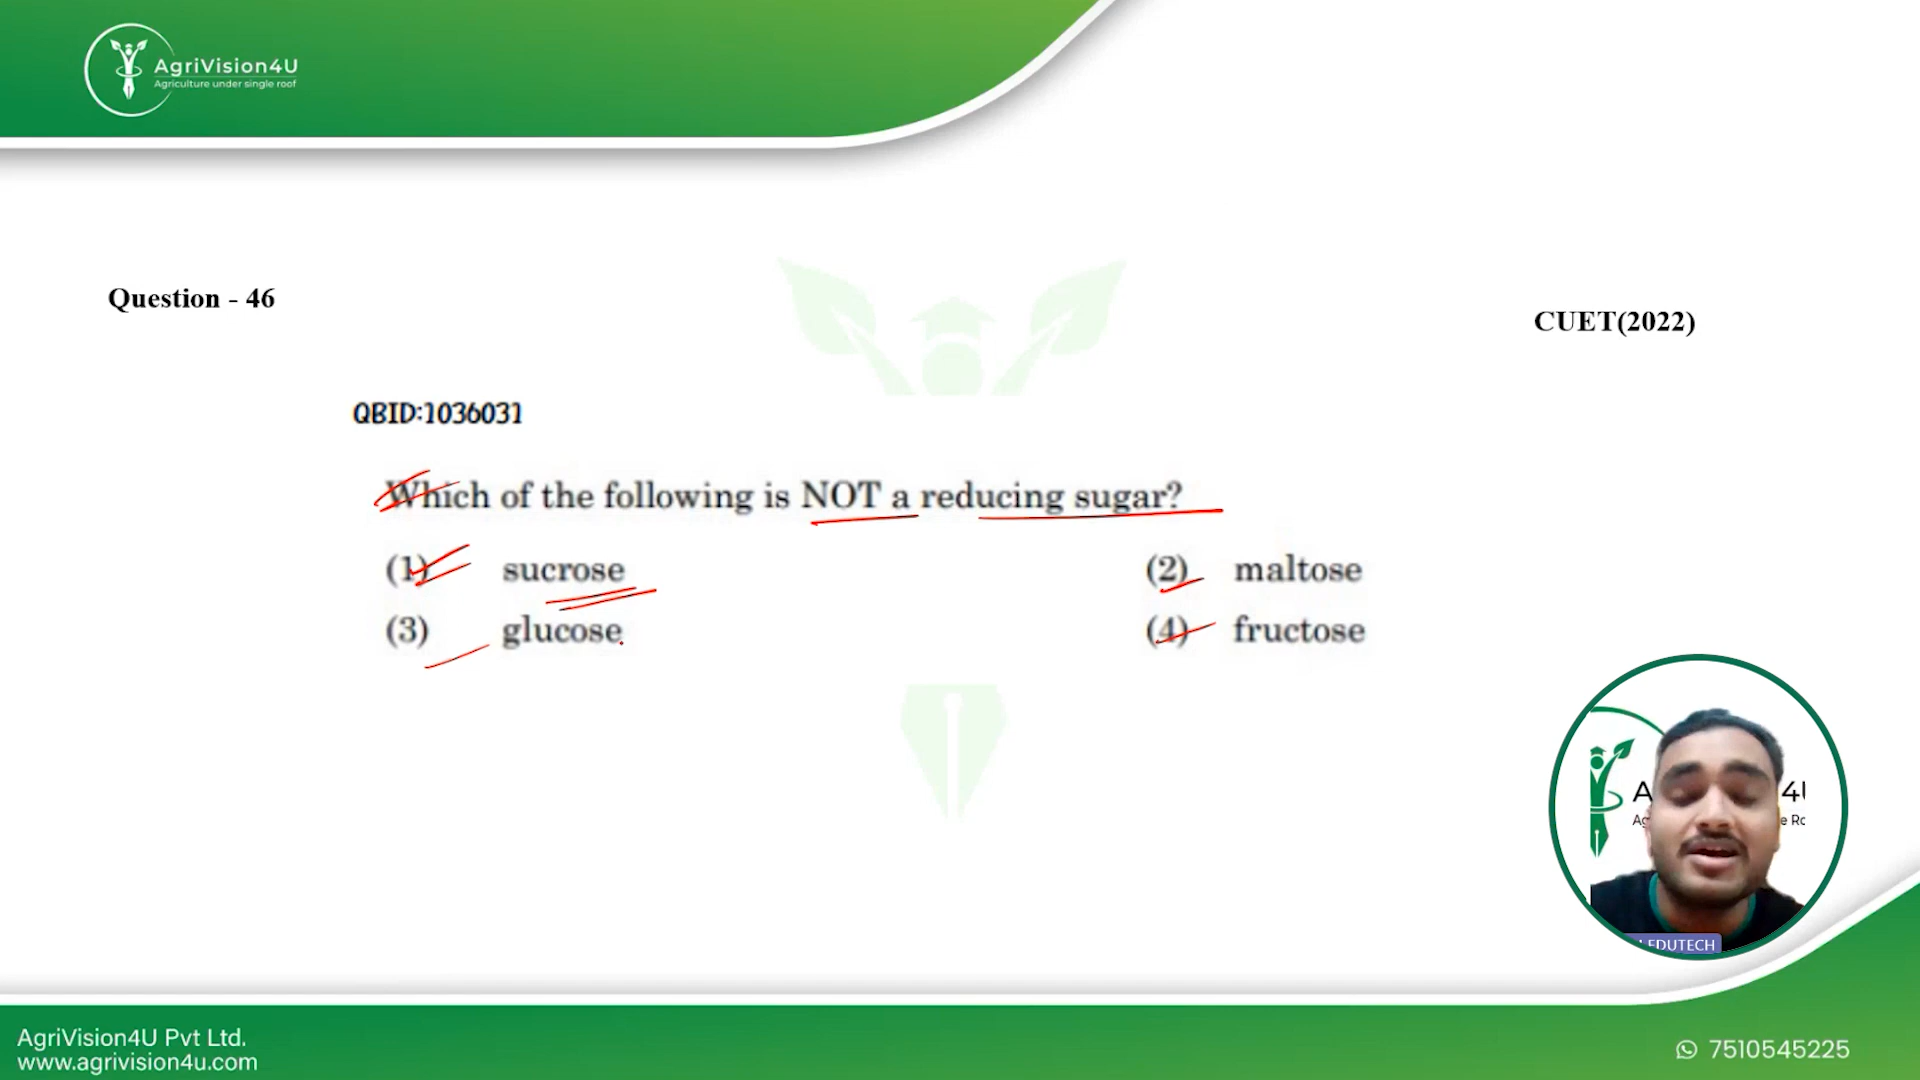 AgriVision4U
Agriculture under single roof
Question - 46
CUET(2022)
QBID:1036031
Which of the following is NOT a reducing sugar?
(1) sucrose (2) maltose
(3) glucose (4) fructose
EDUTECH
AgriVision4U Pvt Ltd.
www.agrivision4u.com
7510545225